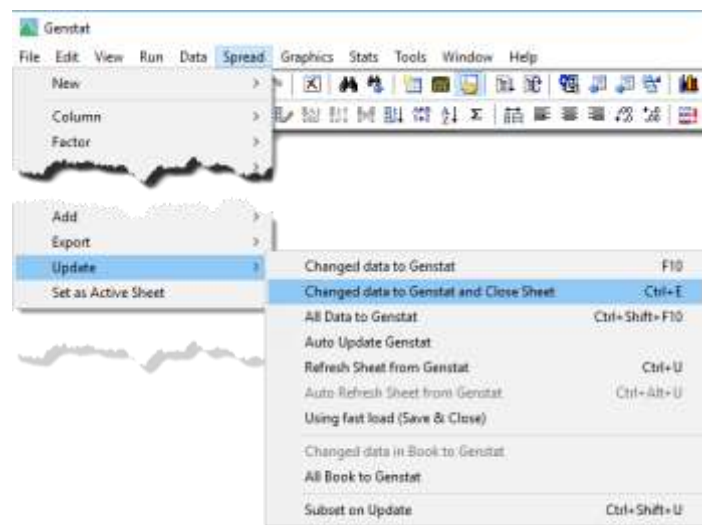 Genstat
File Edit View Run Data Spread Graphics Stats Tools Window Help
New
Column
Factor
Add
Export
Update
Set as Active Sheet
Changed data to Genstat F10
Changed data to Genstat and Close Sheet Ctrl+E
All Data to Genstat Ctrl+Shift+F10
Auto Update Genstat
Refresh Sheet from Genstat Ctrl+U
Auto Refresh Sheet from Genstat Ctrl+Alt+U
Using fast load (Save & Close)
Changed data in Book to Genstat
All Book to Genstat
Subset on Update Ctrl+Shift+U